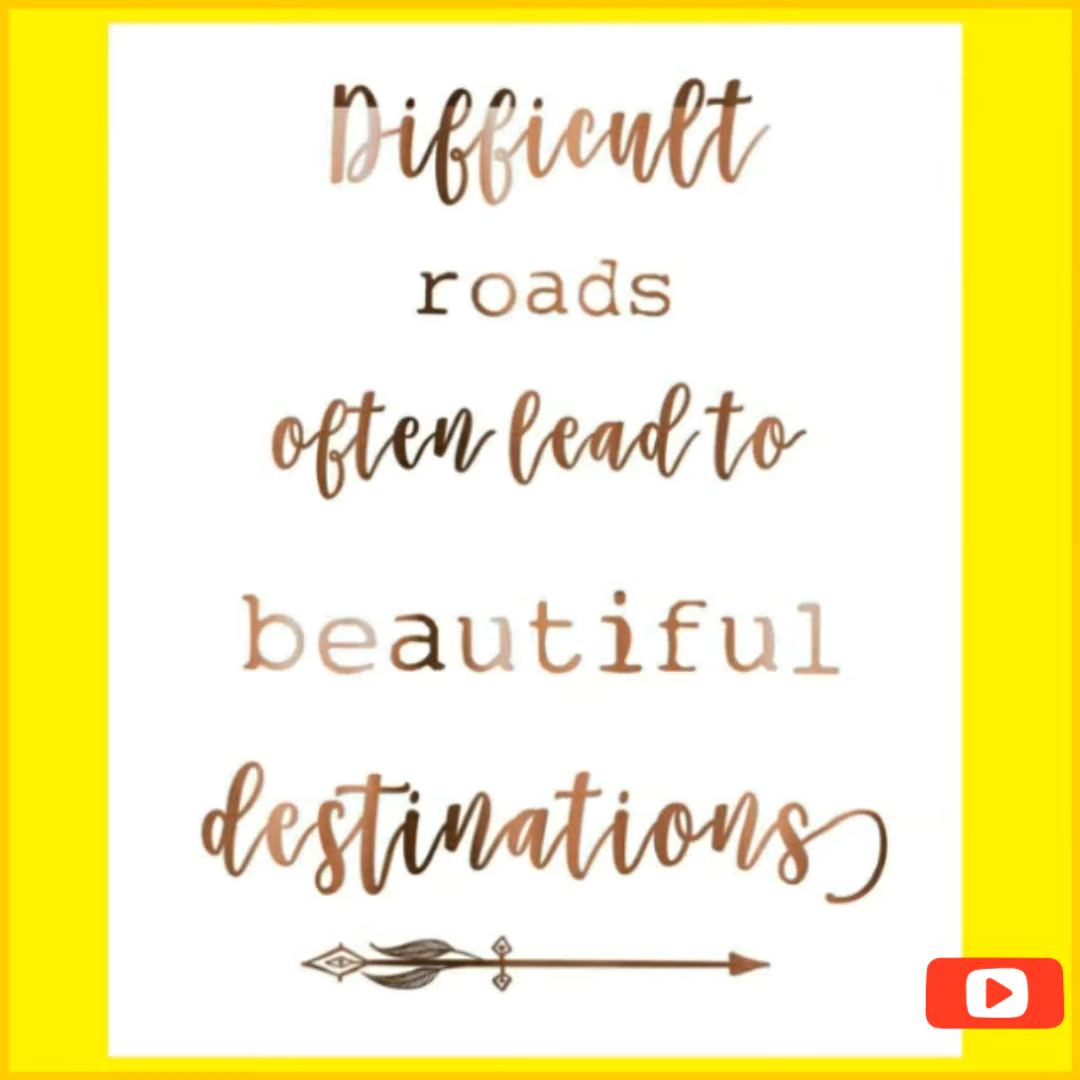 Difficult
roads
often lead to
beautiful
destinations